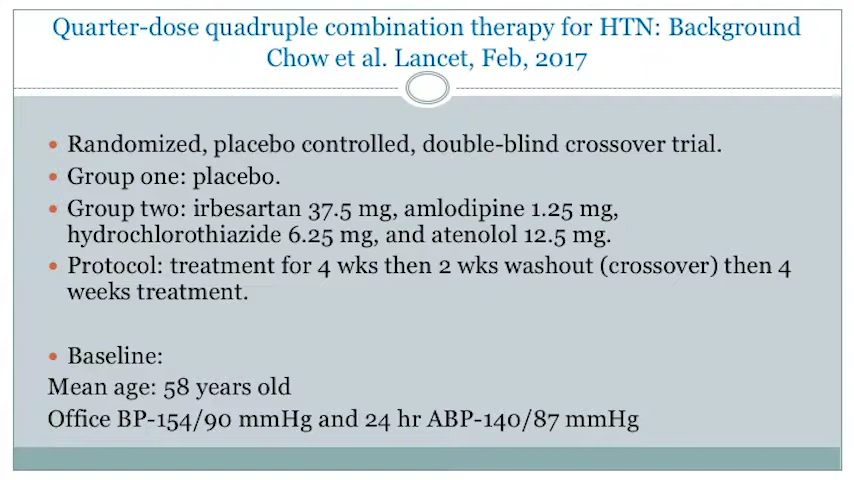 Quarter-dose quadruple combination therapy for HTN: Background
Chow et al. Lancet, Feb, 2017
• Randomized, placebo controlled, double-blind crossover trial.
• Group one: placebo.
• Group two: irbesartan 37.5 mg, amlodipine 1.25 mg,
hydrochlorothiazide 6.25 mg, and atenolol 12.5 mg.
• Protocol: treatment for 4 wks then 2 wks washout (crossover) then 4
weeks treatment.
• Baseline:
Mean age: 58 years old
Office BP-154/90 mmHg and 24 hr ABP-140/87 mmHg